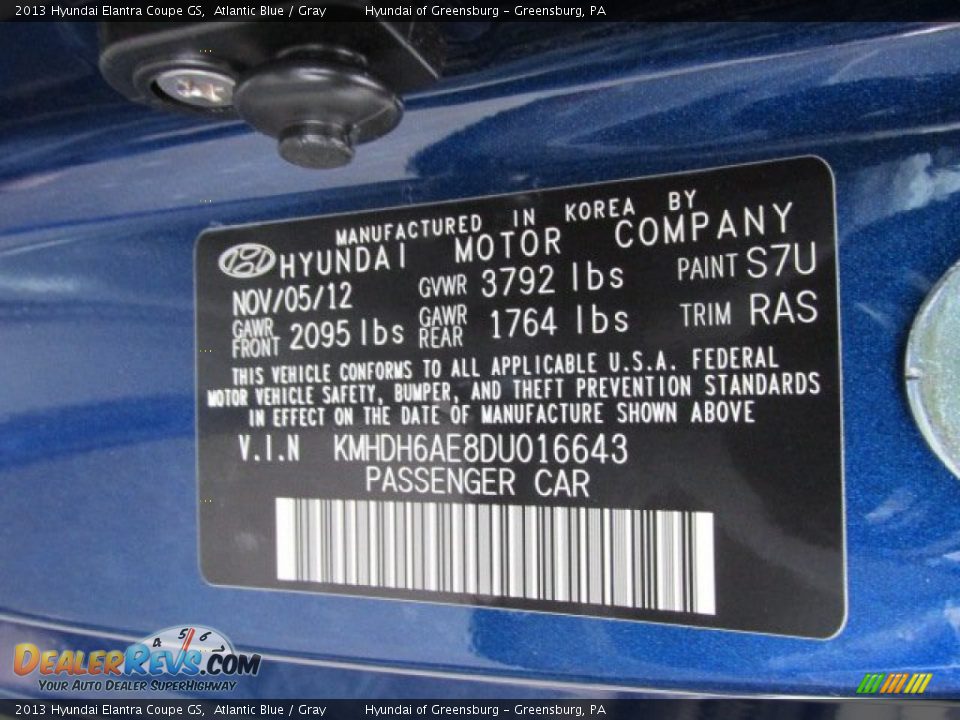 2013 Hyundai Elantra Coupe GS, Atlantic Blue / Gray Hyundai of Greensburg - Greensburg, PA
MANUFACTURED IN KOREA BY
HYUNDAI MOTOR COMPANY
NOV/05/12 GVWR 3792 lbs PAINT S7U
GAWR FRONT 2095 lbs GAWR REAR 1764 lbs TRIM RAS
THIS VEHICLE CONFORMS TO ALL APPLICABLE U.S.A. FEDERAL
MOTOR VEHICLE SAFETY, BUMPER, AND THEFT PREVENTION STANDARDS
IN EFFECT ON THE DATE OF MANUFACTURE SHOWN ABOVE
V.I.N KMHDH6AE8DU016643
PASSENGER CAR
4 5 6
DEALERREVS.COM
YOUR AUTO DEALER SUPERHIGHWAY
2013 Hyundai Elantra Coupe GS, Atlantic Blue / Gray Hyundai of Greensburg - Greensburg, PA